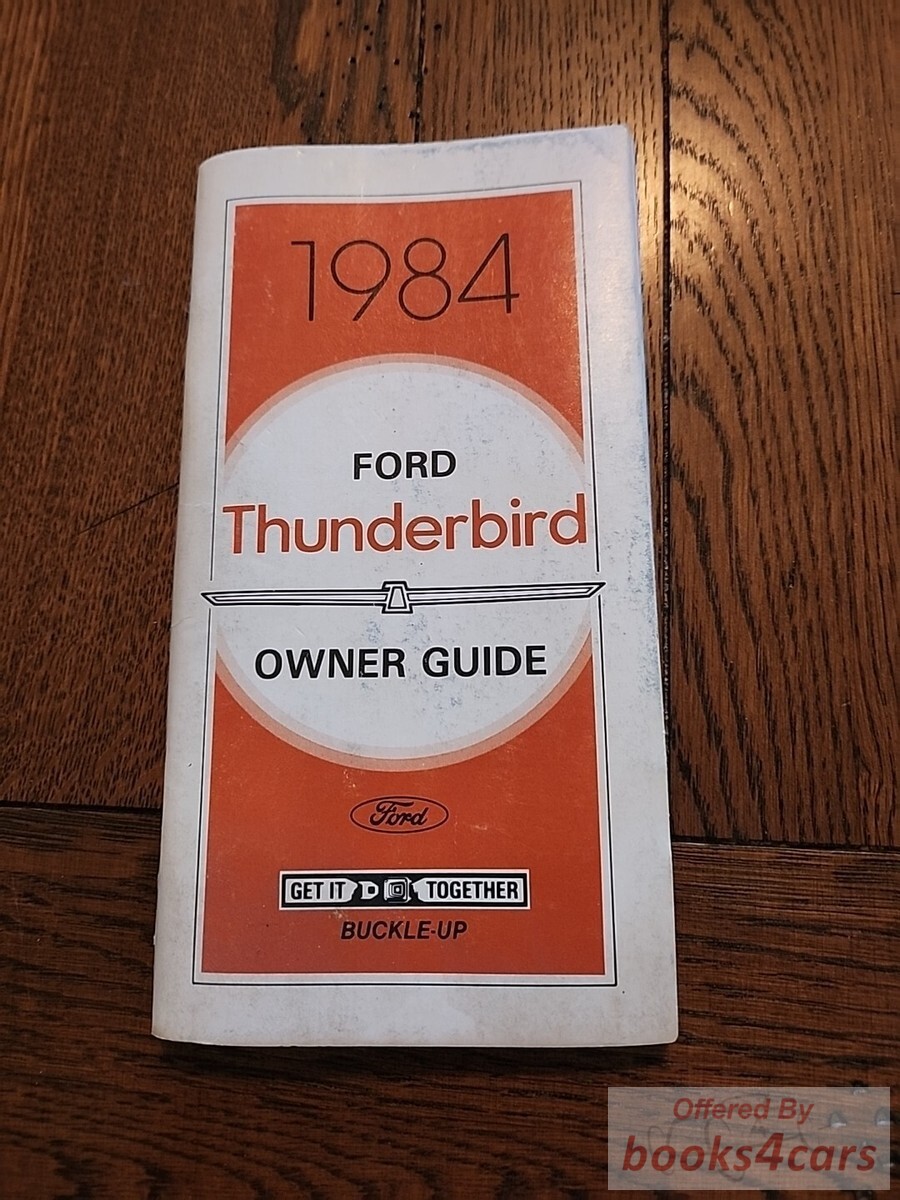 1984
FORD
Thunderbird
OWNER GUIDE
Ford
GET IT TOGETHER
BUCKLE-UP
Offered By
books4cars